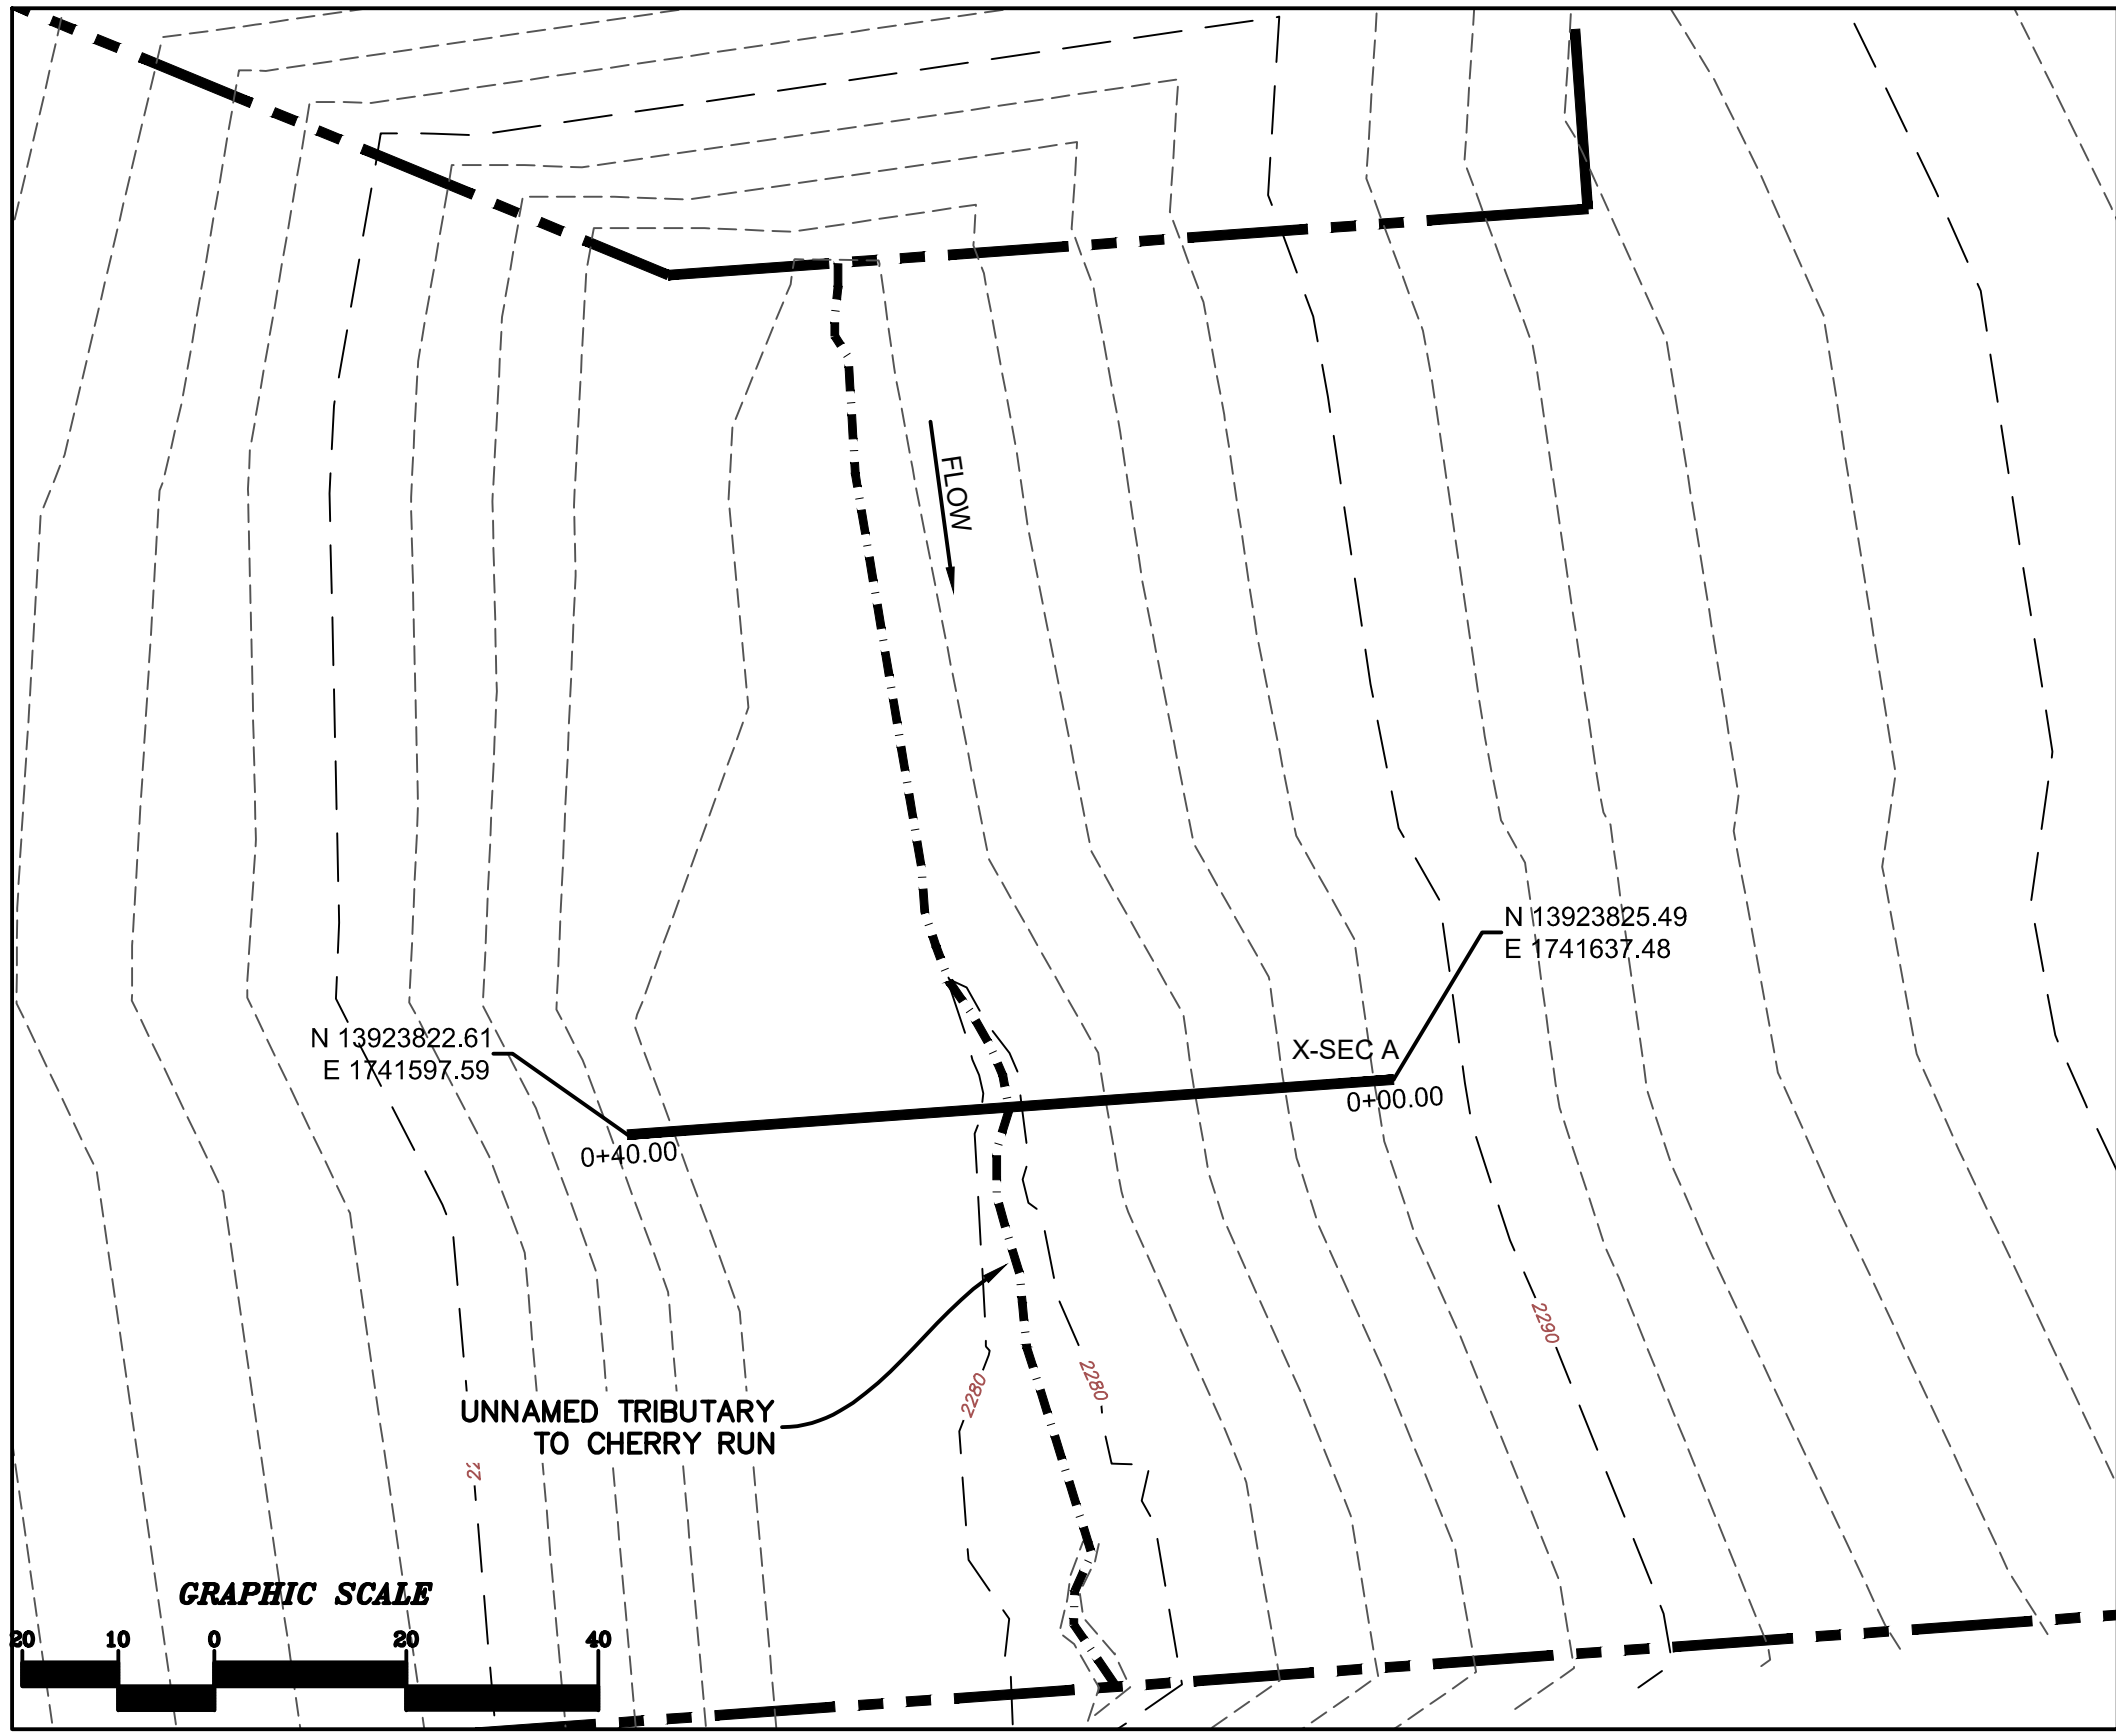 FLOW
N 13923825.49
E 1741637.48
N 13923822.61
E 1741597.59
X-SEC A
0+00.00
0+40.00
2290
2280
2280
UNNAMED TRIBUTARY
TO CHERRY RUN
22
GRAPHIC SCALE
20 10 0 20 40